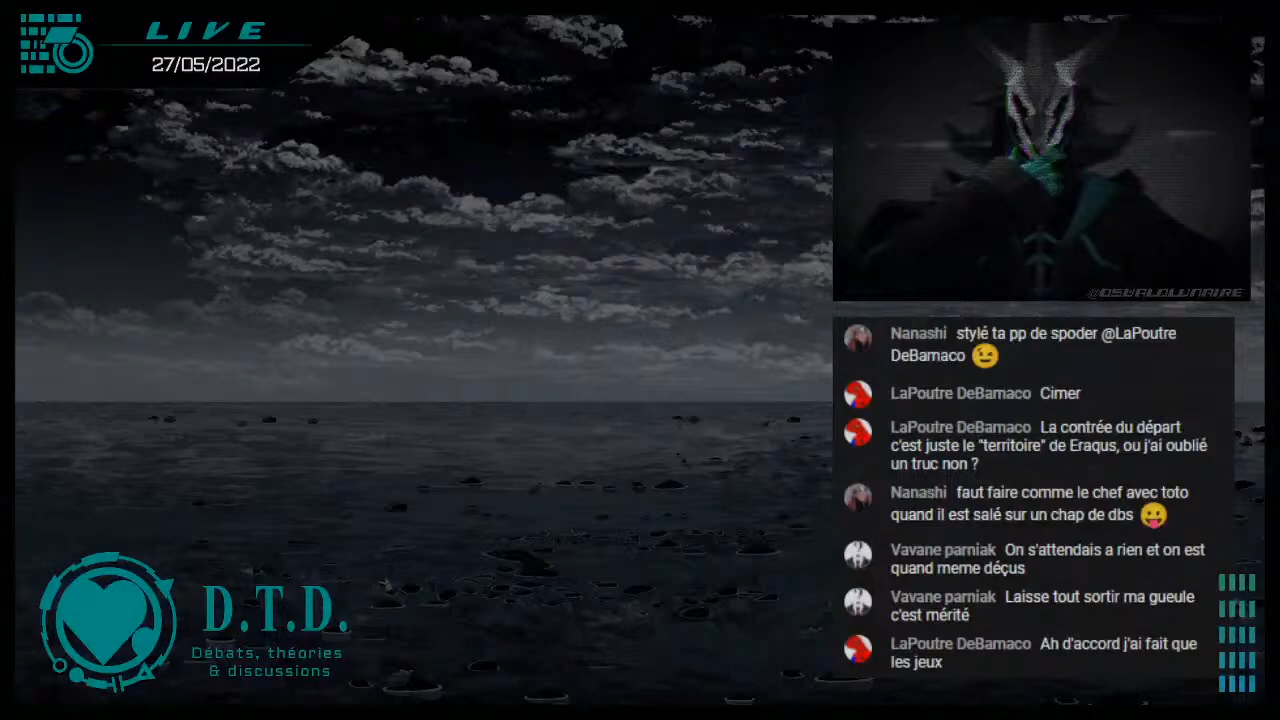 LIVE
27/05/2022
@OSWALDLUNAIRE
Nanashi stylé ta pp de spoder @LaPoutre
DeBamaco
LaPoutre DeBamaco Cimer
LaPoutre DeBamaco La contrée du départ
c'est juste le "territoire" de Eraqus, ou j'ai oublié
un truc non ?
Nanashi faut faire comme le chef avec toto
quand il est salé sur un chap de dbs
Vavane parniak On s'attendais a rien et on est
quand meme déçus
Vavane parniak Laisse tout sortir ma gueule
c'est mérité
LaPoutre DeBamaco Ah d'accord j'ai fait que
les jeux
D.T.D.
Débats, théories
& discussions